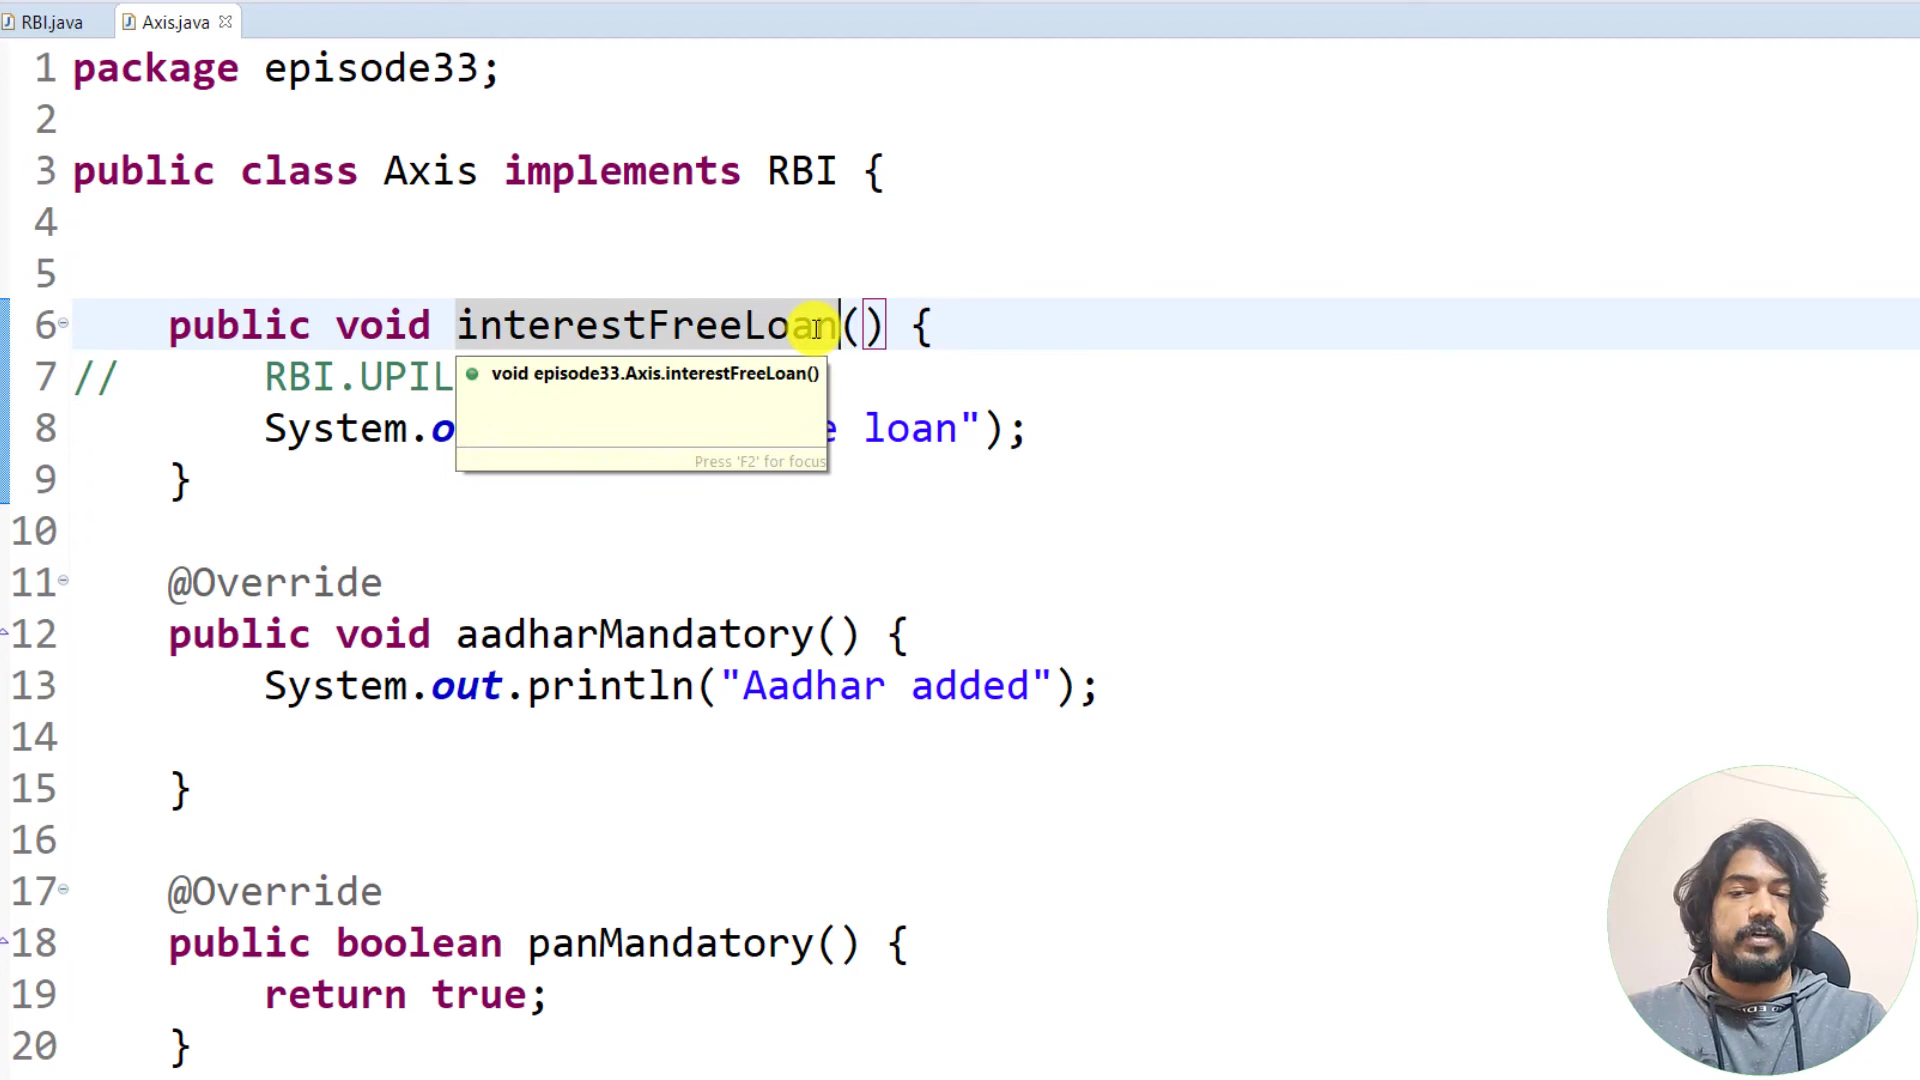 RBI.java Axis.java
1 package episode33;
2
3 public class Axis implements RBI {
4
5
6 public void interestFreeLoan() {
7 // RBI.UPIL
void episode33.Axis.interestFreeLoan()
8 System.o e loan");
Press 'F2' for focus
9 }
10
11 @Override
12 public void aadharMandatory() {
13 System.out.println("Aadhar added");
14
15 }
16
17 @Override
18 public boolean panMandatory() {
19 return true;
20 }